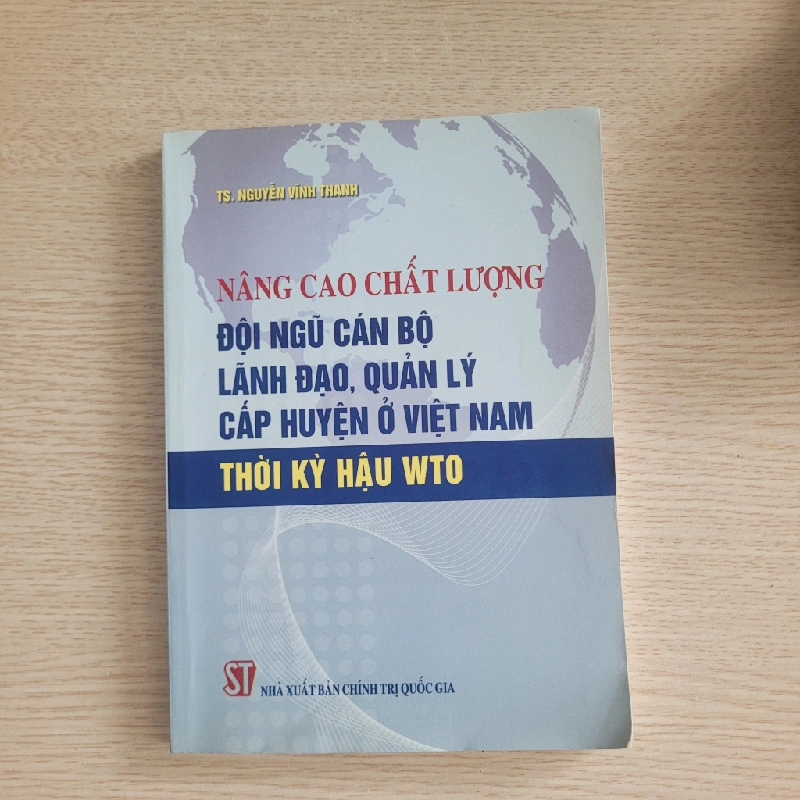 TS. NGUYỄN VĨNH THANH
NÂNG CAO CHẤT LƯỢNG
ĐỘI NGŨ CÁN BỘ
LÃNH ĐẠO, QUẢN LÝ
CẤP HUYỆN Ở VIỆT NAM
THỜI KỲ HẬU WTO
ST NHÀ XUẤT BẢN CHÍNH TRỊ QUỐC GIA